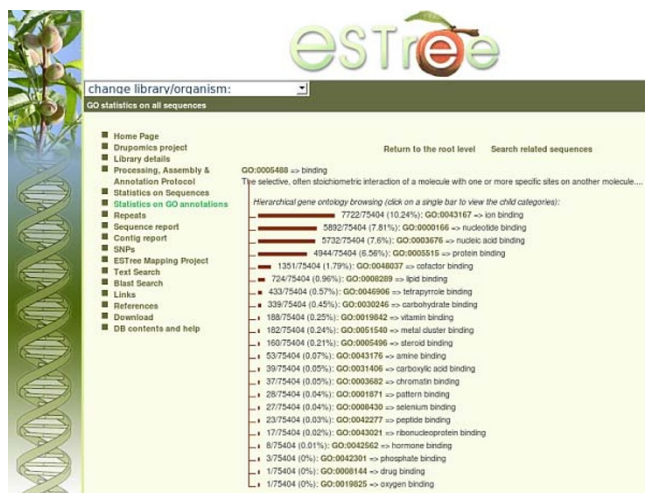 esTree
change library/organism:
GO statistics on all sequences
Home Page
Drupomics project
Library details
Processing, Assembly &
Annotation Protocol
Statistics on Sequences
Statistics on GO annotations
Repeats
Sequence report
Contig report
SNPs
ESTree Mapping Project
Text Search
Blast Search
Links
References
Download
DB contents and help
Return to the root level Search related sequences
GO:0005488 => binding
The selective, often stoichiometric interaction of a molecule with one or more specific sites on another molecule....
Hierarchical gene ontology browsing (click on a single bar to view the child categories):
7722/75404 (10.24%): GO:0043167 => ion binding
5892/75404 (7.81%): GO:0000166 => nucleotide binding
5732/75404 (7.6%): GO:0003676 => nucleic acid binding
4944/75404 (6.56%): GO:0005515 => protein binding
1351/75404 (1.79%): GO:0048037 => cofactor binding
724/75404 (0.96%): GO:0008289 => lipid binding
433/75404 (0.57%): GO:0046906 => tetrapyrrole binding
339/75404 (0.45%): GO:0030246 => carbohydrate binding
188/75404 (0.25%): GO:0019842 => vitamin binding
182/75404 (0.24%): GO:0051540 => metal cluster binding
160/75404 (0.21%): GO:0005496 => steroid binding
53/75404 (0.07%): GO:0043176 => amine binding
39/75404 (0.05%): GO:0031406 => carboxylic acid binding
37/75404 (0.05%): GO:0003682 => chromatin binding
28/75404 (0.04%): GO:0001871 => pattern binding
27/75404 (0.04%): GO:0008430 => selenium binding
23/75404 (0.03%): GO:0042277 => peptide binding
17/75404 (0.02%): GO:0043021 => ribonucleoprotein binding
8/75404 (0.01%): GO:0042562 => hormone binding
3/75404 (0%): GO:0042301 => phosphate binding
1/75404 (0%): GO:0008144 => drug binding
1/75404 (0%): GO:0019825 => oxygen binding